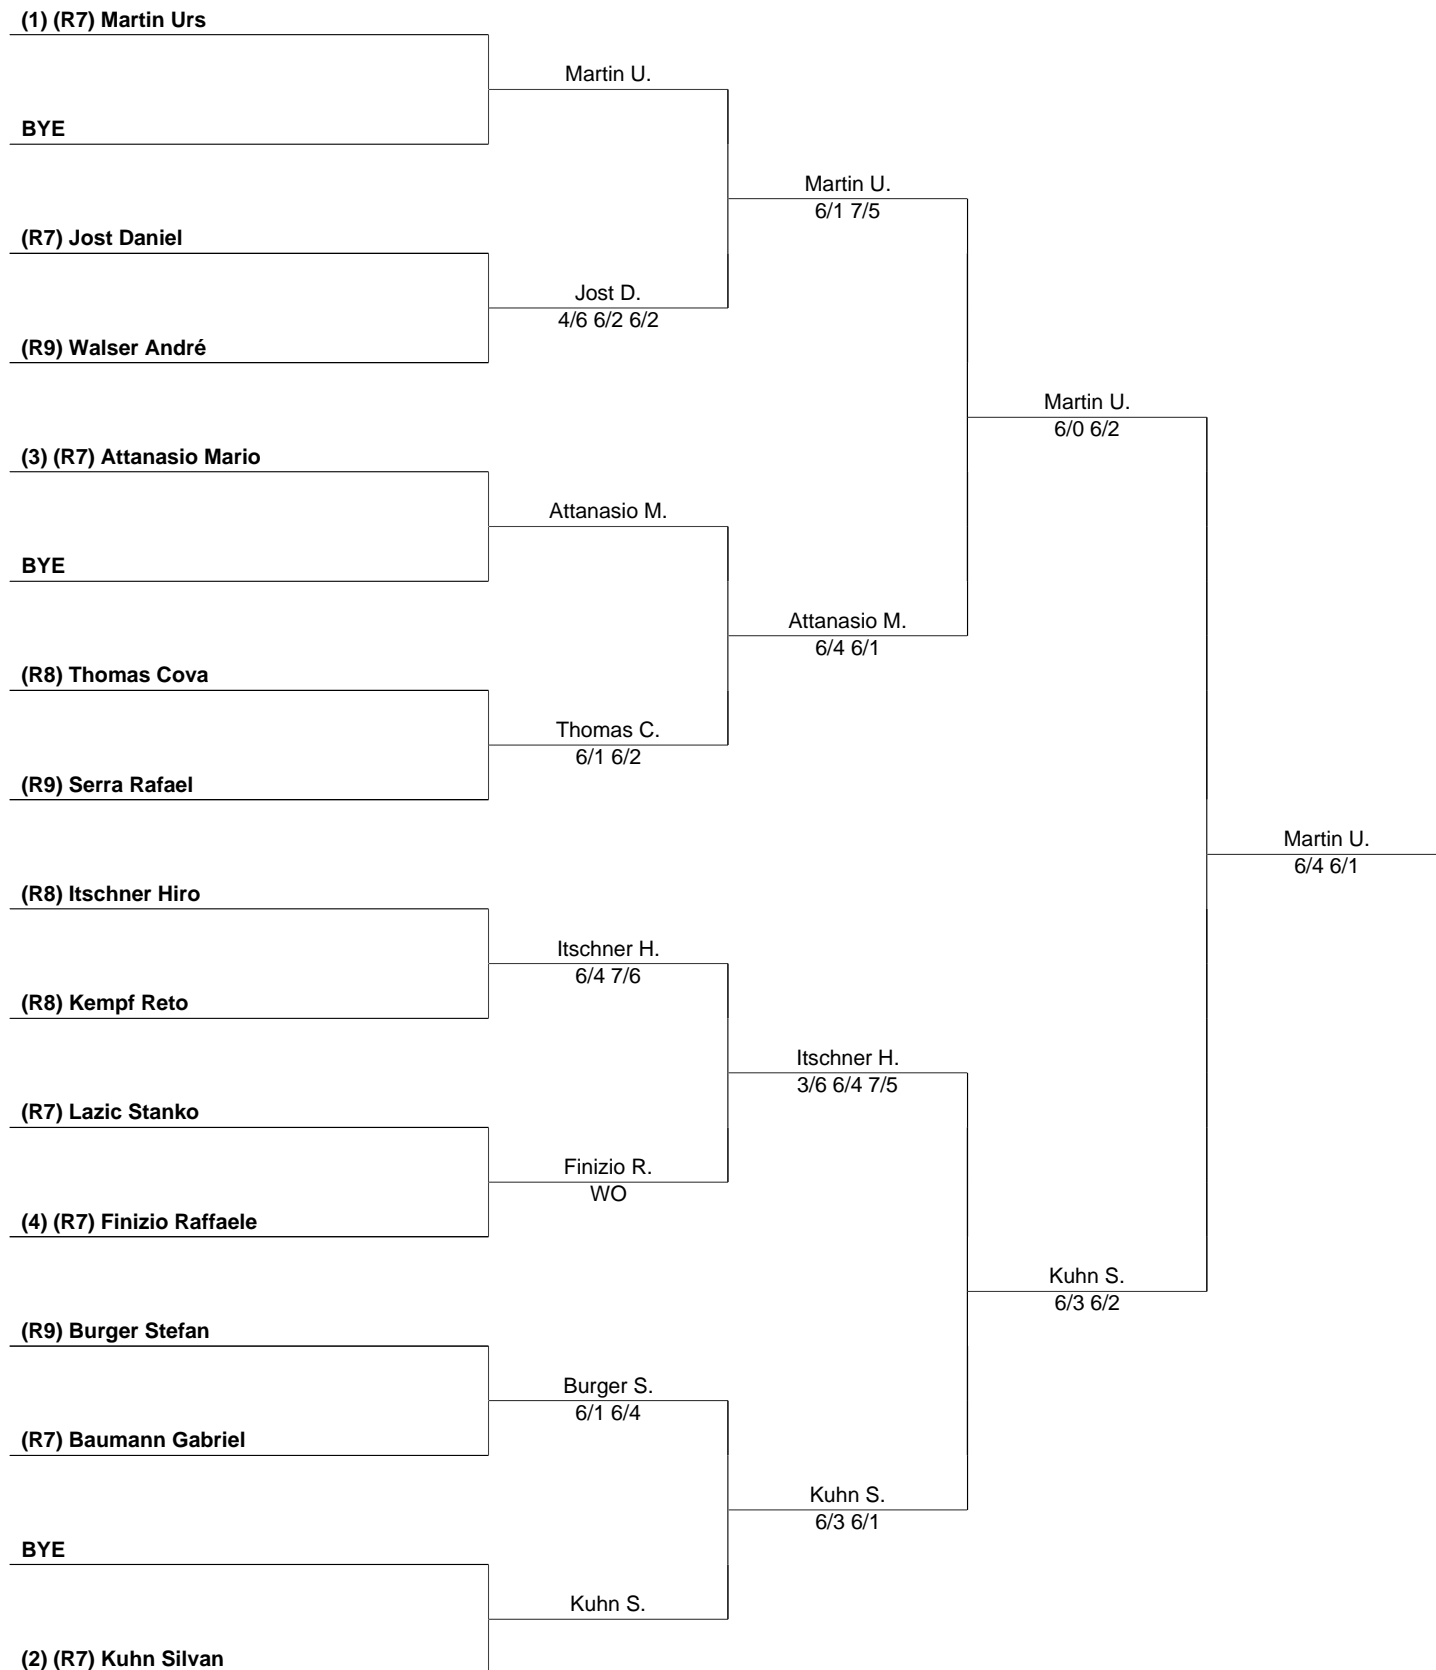 (1) (R7) Martin Urs
Martin U.
BYE
Martin U.
6/1 7/5
(R7) Jost Daniel
Jost D.
4/6 6/2 6/2
(R9) Walser André
Martin U.
6/0 6/2
(3) (R7) Attanasio Mario
Attanasio M.
BYE
Attanasio M.
6/4 6/1
(R8) Thomas Cova
Thomas C.
6/1 6/2
(R9) Serra Rafael
Martin U.
6/4 6/1
(R8) Itschner Hiro
Itschner H.
6/4 7/6
(R8) Kempf Reto
Itschner H.
3/6 6/4 7/5
(R7) Lazic Stanko
Finizio R.
WO
(4) (R7) Finizio Raffaele
Kuhn S.
6/3 6/2
(R9) Burger Stefan
Burger S.
6/1 6/4
(R7) Baumann Gabriel
Kuhn S.
6/3 6/1
BYE
Kuhn S.
(2) (R7) Kuhn Silvan